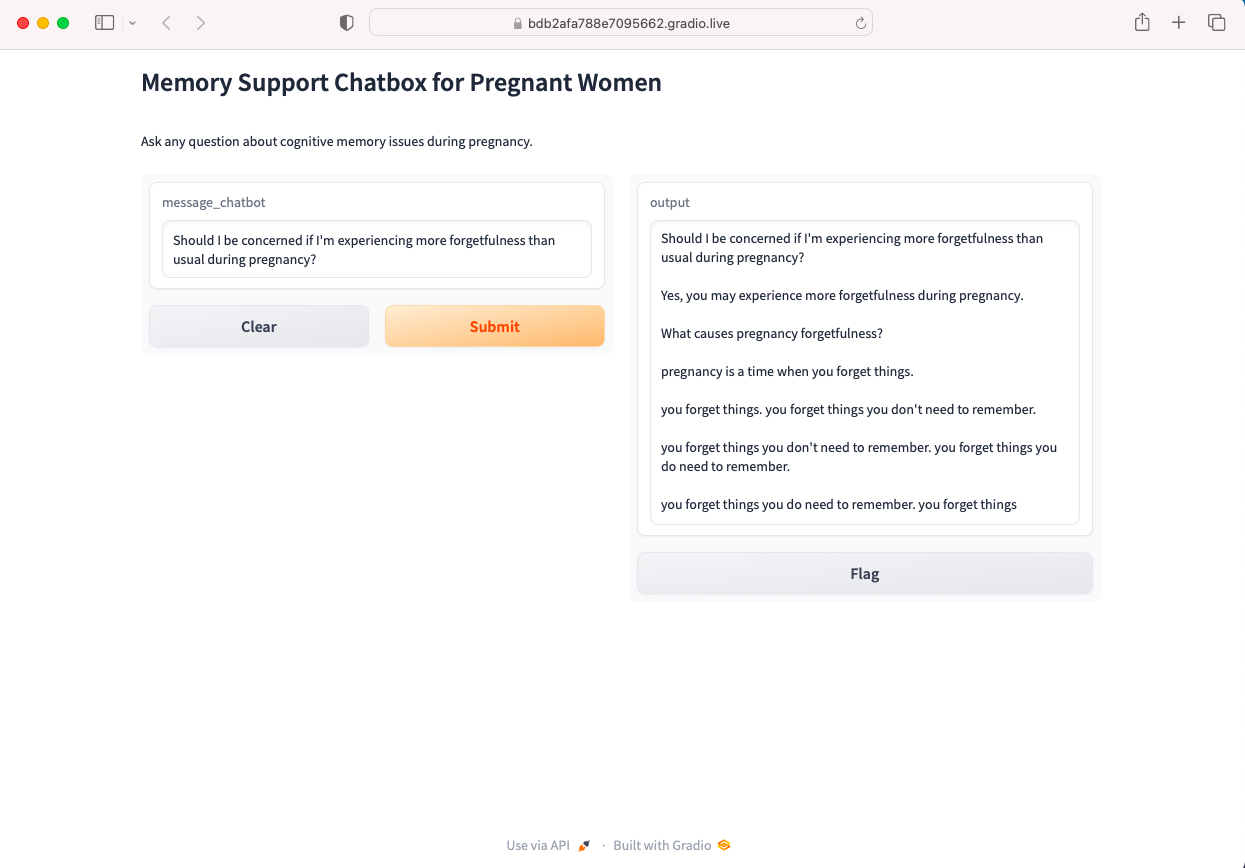 bdb2afa788e7095662.gradio.live
Memory Support Chatbox for Pregnant Women
Ask any question about cognitive memory issues during pregnancy.
message_chatbot
Should I be concerned if I'm experiencing more forgetfulness than
usual during pregnancy?
Clear
Submit
output
Should I be concerned if I'm experiencing more forgetfulness than
usual during pregnancy?
Yes, you may experience more forgetfulness during pregnancy.
What causes pregnancy forgetfulness?
pregnancy is a time when you forget things.
you forget things. you forget things you don't need to remember.
you forget things you don't need to remember. you forget things you
do need to remember.
you forget things you do need to remember. you forget things
Flag
Use via API · Built with Gradio